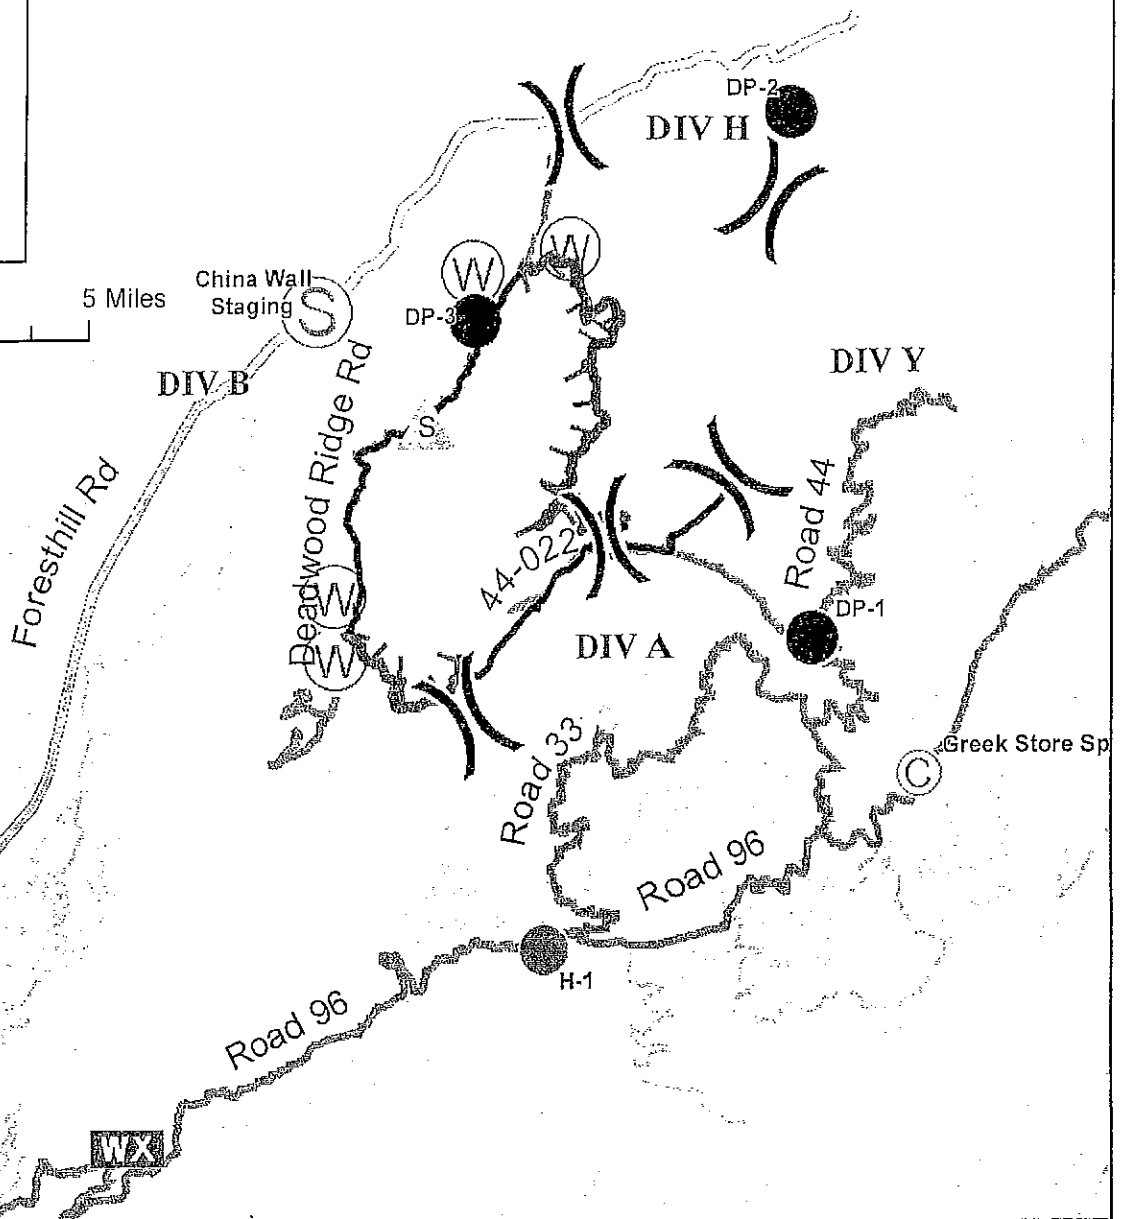 DP-2
DIV H
W
W
China Wall
Staging
S
5 Miles
DP-3
DIV B
DIV Y
Deadwood Ridge Rd
S
Foresthill Rd
Road 44
44-022
W
W
DP-1
DIV A
Road 33
Greek Store Sp
C
Road 96
H-1
Road 96
WX